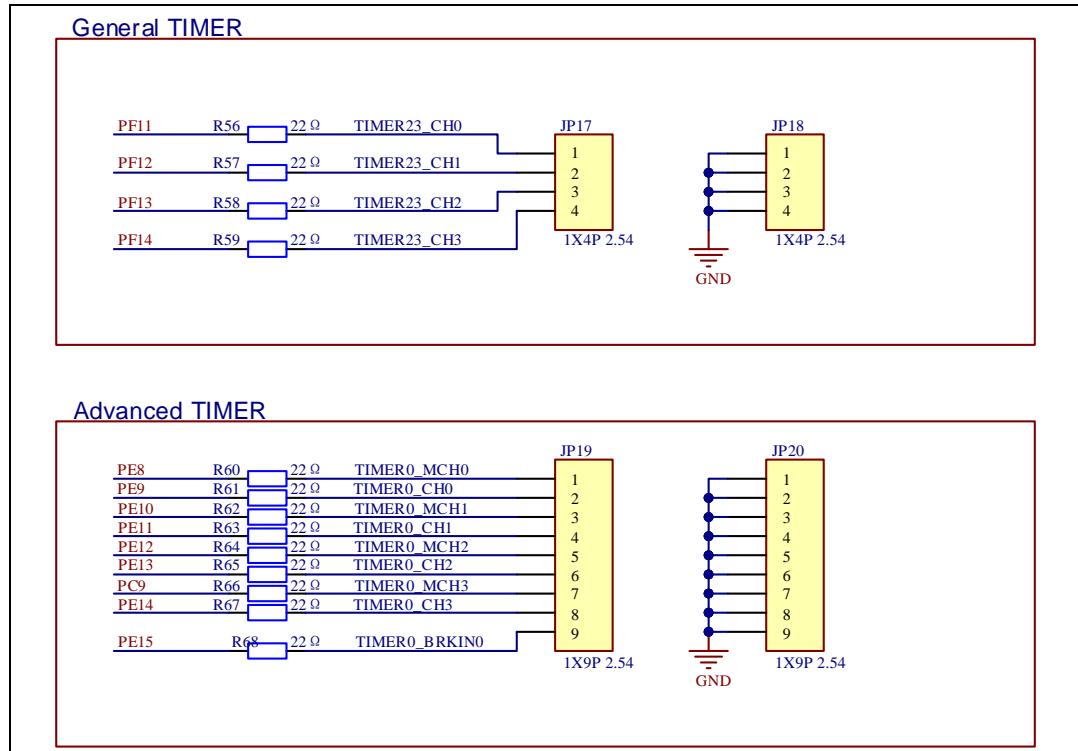 General TIMER
PF11 R56 22 Ω TIMER23_CH0 JP17 JP18
1 1
PF12 R57 22 Ω TIMER23_CH1 2 2
PF13 R58 22 Ω TIMER23_CH2 3 3
4 4
PF14 R59 22 Ω TIMER23_CH3 1X4P 2.54 1X4P 2.54
GND
Advanced TIMER
JP19 JP20
PE8 R60 22 Ω TIMER0_MCH0 1 1
PE9 R61 22 Ω TIMER0_CH0 2 2
PE10 R62 22 Ω TIMER0_MCH1 3 3
PE11 R63 22 Ω TIMER0_CH1 4 4
PE12 R64 22 Ω TIMER0_MCH2 5 5
PE13 R65 22 Ω TIMER0_CH2 6 6
PC9 R66 22 Ω TIMER0_MCH3 7 7
PE14 R67 22 Ω TIMER0_CH3 8 8
9 9
PE15 R68 22 Ω TIMER0_BRKIN0
1X9P 2.54 1X9P 2.54
GND